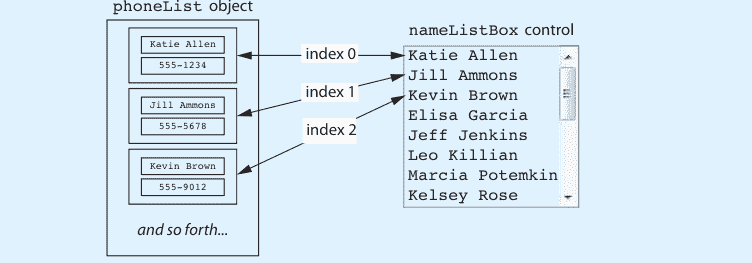 phoneList object
Katie Allen
555-1234
Jill Ammons
555-5678
Kevin Brown
555-9012
and so forth...
index 0
index 1
index 2
nameListBox control
Katie Allen
Jill Ammons
Kevin Brown
Elisa Garcia
Jeff Jenkins
Leo Killian
Marcia Potemkin
Kelsey Rose